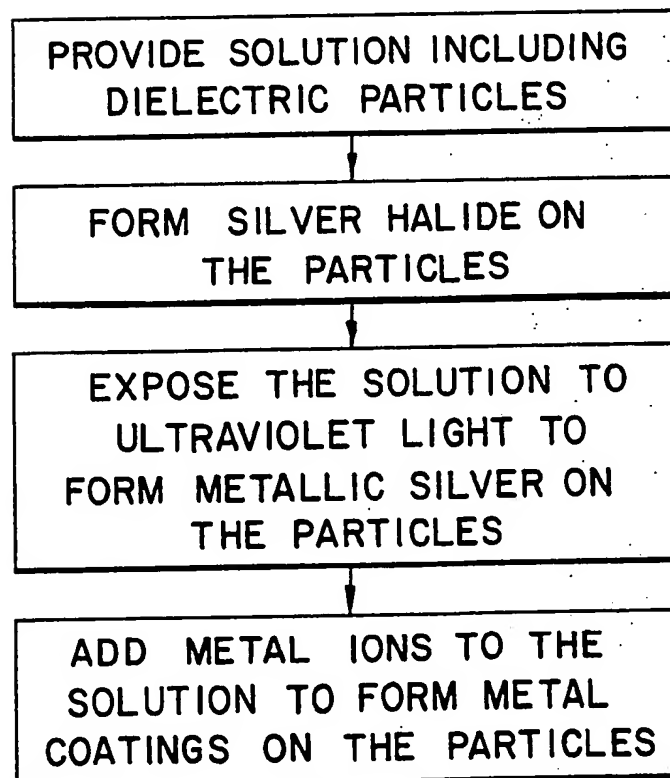 PROVIDE SOLUTION INCLUDING
DIELECTRIC PARTICLES
FORM SILVER HALIDE ON
THE PARTICLES
EXPOSE THE SOLUTION TO
ULTRAVIOLET LIGHT TO
FORM METALLIC SILVER ON
THE PARTICLES
ADD METAL IONS TO THE
SOLUTION TO FORM METAL
COATINGS ON THE PARTICLES